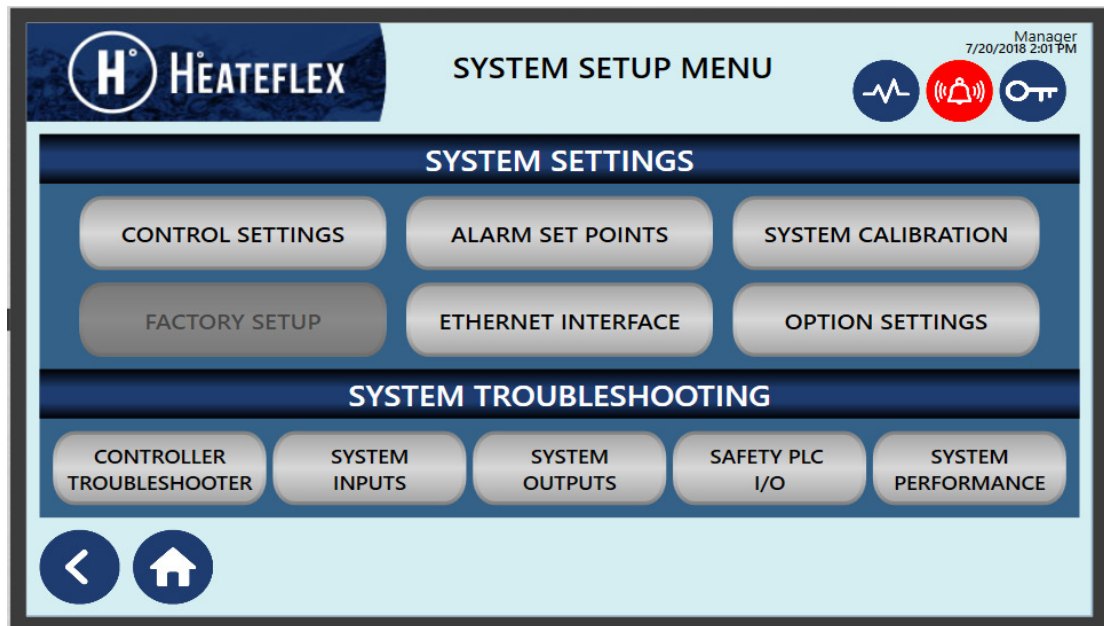 H° HEATEFLEX
SYSTEM SETUP MENU
Manager
7/20/2018 2:01 PM
SYSTEM SETTINGS
CONTROL SETTINGS
ALARM SET POINTS
SYSTEM CALIBRATION
FACTORY SETUP
ETHERNET INTERFACE
OPTION SETTINGS
SYSTEM TROUBLESHOOTING
CONTROLLER
TROUBLESHOOTER
SYSTEM
INPUTS
SYSTEM
OUTPUTS
SAFETY PLC
I/O
SYSTEM
PERFORMANCE